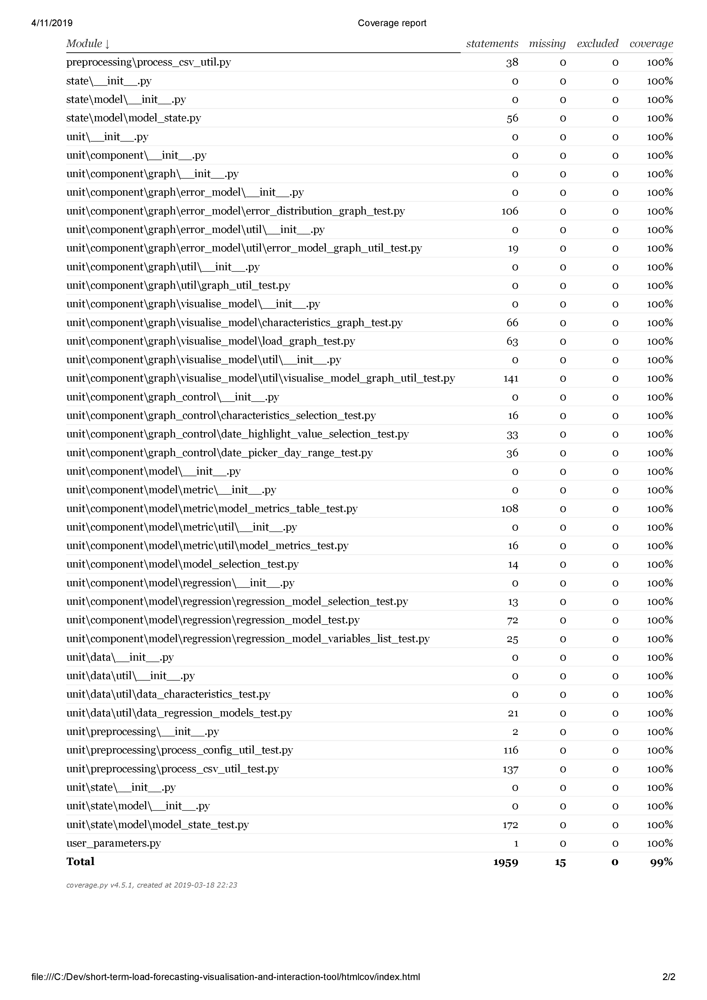 4/11/2019 Coverage report
Module ↓ statements missing excluded coverage
preprocessing\process_csv_util.py 38 0 0 100%
state\__init__.py 0 0 0 100%
state\model\__init__.py 0 0 0 100%
state\model\model_state.py 56 0 0 100%
unit\__init__.py 0 0 0 100%
unit\component\__init__.py 0 0 0 100%
unit\component\graph\__init__.py 0 0 0 100%
unit\component\graph\error_model\__init__.py 0 0 0 100%
unit\component\graph\error_model\error_distribution_graph_test.py 106 0 0 100%
unit\component\graph\error_model\util\__init__.py 0 0 0 100%
unit\component\graph\error_model\util\error_model_graph_util_test.py 19 0 0 100%
unit\component\graph\util\__init__.py 0 0 0 100%
unit\component\graph\util\graph_util_test.py 0 0 0 100%
unit\component\graph\visualise_model\__init__.py 0 0 0 100%
unit\component\graph\visualise_model\characteristics_graph_test.py 66 0 0 100%
unit\component\graph\visualise_model\load_graph_test.py 63 0 0 100%
unit\component\graph\visualise_model\util\__init__.py 0 0 0 100%
unit\component\graph\visualise_model\util\visualise_model_graph_util_test.py 141 0 0 100%
unit\component\graph_control\__init__.py 0 0 0 100%
unit\component\graph_control\characteristics_selection_test.py 16 0 0 100%
unit\component\graph_control\date_highlight_value_selection_test.py 33 0 0 100%
unit\component\graph_control\date_picker_day_range_test.py 36 0 0 100%
unit\component\model\__init__.py 0 0 0 100%
unit\component\model\metric\__init__.py 0 0 0 100%
unit\component\model\metric\model_metrics_table_test.py 108 0 0 100%
unit\component\model\metric\util\__init__.py 0 0 0 100%
unit\component\model\metric\util\model_metrics_test.py 16 0 0 100%
unit\component\model\model_selection_test.py 14 0 0 100%
unit\component\model\regression\__init__.py 0 0 0 100%
unit\component\model\regression\regression_model_selection_test.py 13 0 0 100%
unit\component\model\regression\regression_model_test.py 72 0 0 100%
unit\component\model\regression\regression_model_variables_list_test.py 25 0 0 100%
unit\data\__init__.py 0 0 0 100%
unit\data\util\__init__.py 0 0 0 100%
unit\data\util\data_characteristics_test.py 0 0 0 100%
unit\data\util\data_regression_models_test.py 21 0 0 100%
unit\preprocessing\__init__.py 2 0 0 100%
unit\preprocessing\process_config_util_test.py 116 0 0 100%
unit\preprocessing\process_csv_util_test.py 137 0 0 100%
unit\state\__init__.py 0 0 0 100%
unit\state\model\__init__.py 0 0 0 100%
unit\state\model\model_state_test.py 172 0 0 100%
user_parameters.py 1 0 0 100%
Total 1959 15 0 99%
coverage.py v4.5.1, created at 2019-03-18 22:23
file:///C:/Dev/short-term-load-forecasting-visualisation-and-interaction-tool/htmlcov/index.html 2/2